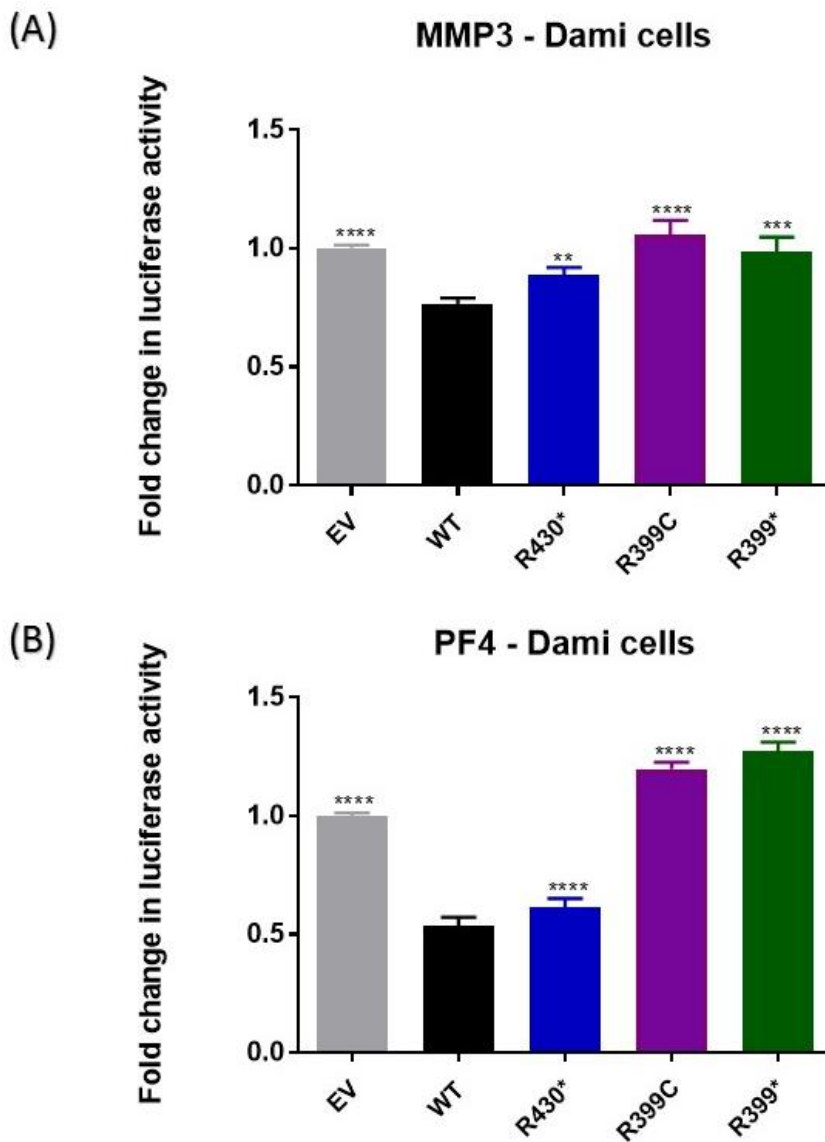 (A)
MMP3 - Dami cells
Fold change in luciferase activity
1.5
1.0
0.5
0.0
****
**
****
***
EV
WT
R430*
R399C
R399*
(B)
PF4 - Dami cells
Fold change in luciferase activity
1.5
1.0
0.5
0.0
****
****
****
****
EV
WT
R430*
R399C
R399*